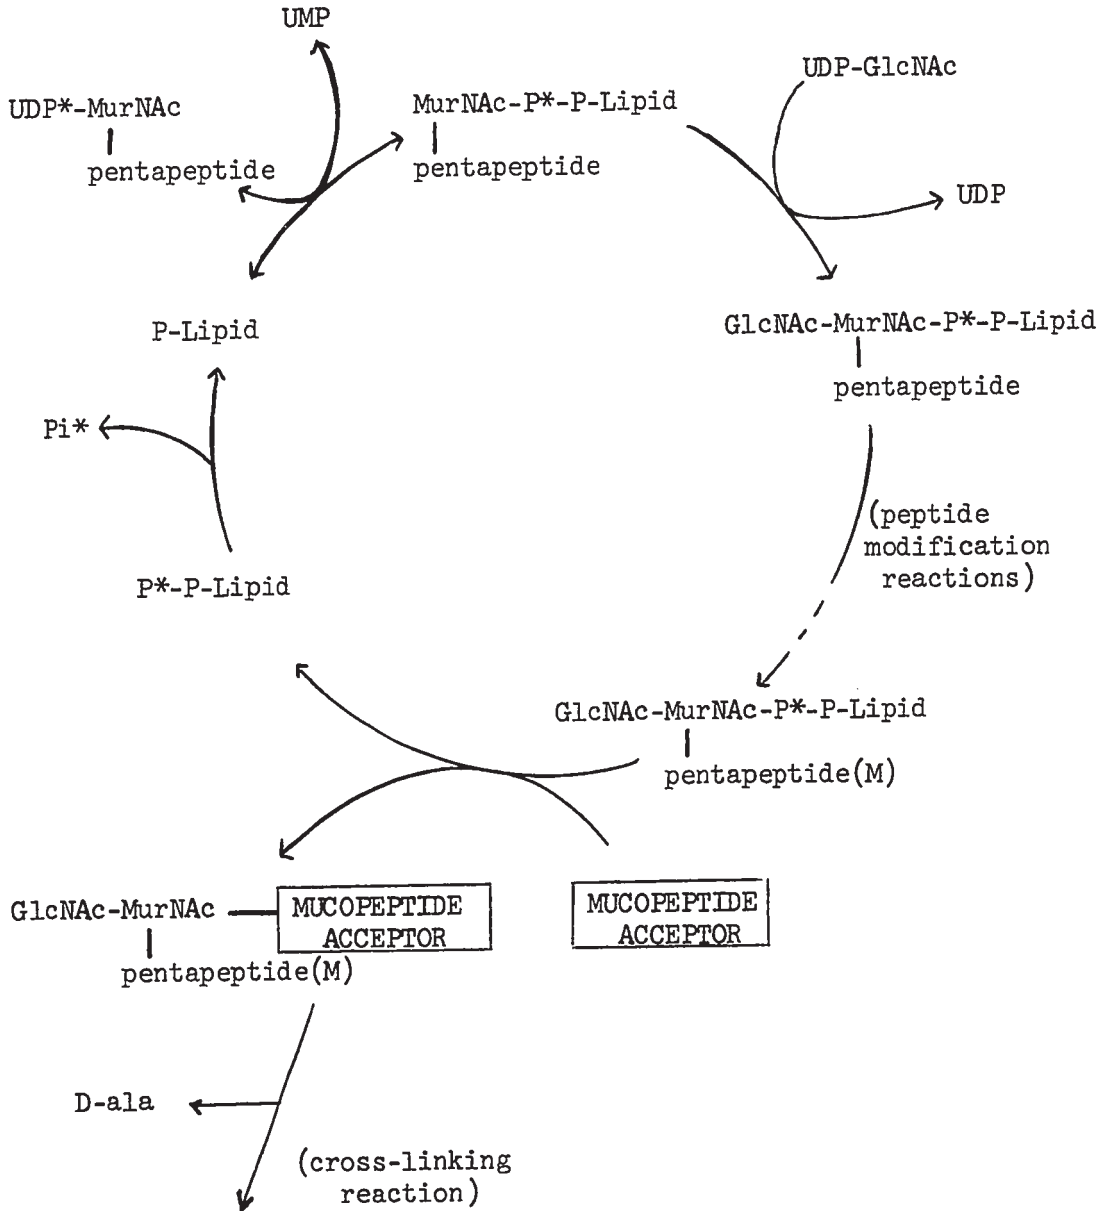 UMP
UDP-GlcNAc
UDP*-MurNAc
pentapeptide
MurNAc-P*-P-Lipid
pentapeptide
UDP
P-Lipid
GlcNAc-MurNAc-P*-P-Lipid
pentapeptide
Pi*
(peptide
modification
reactions)
P*-P-Lipid
GlcNAc-MurNAc-P*-P-Lipid
pentapeptide(M)
GlcNAc-MurNAc
pentapeptide(M)
MUCOPEPTIDE
ACCEPTOR
MUCOPEPTIDE
ACCEPTOR
D-ala
(cross-linking
reaction)